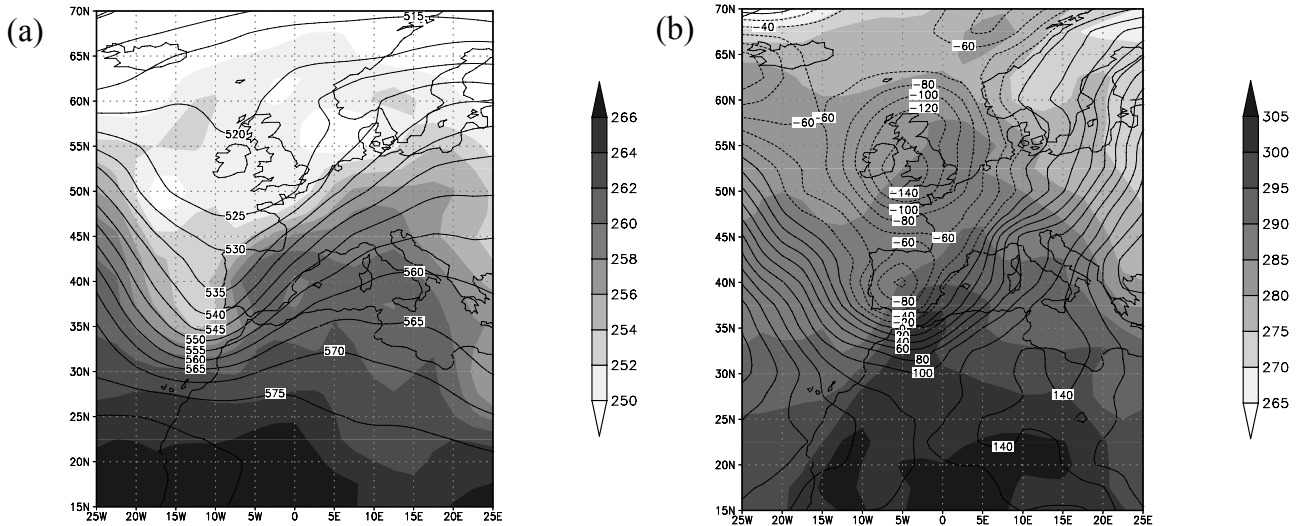 (a)
70N
65N
60N
55N
50N
45N
40N
35N
30N
25N
20N
15N
25W 20W 15W 10W 5W 0 5E 10E 15E 20E 25E
515
520
525
530
535
540
545
550
555
560
565
560
565
570
575
266
264
262
260
258
256
254
252
250
(b)
70N
65N
60N
55N
50N
45N
40N
35N
30N
25N
20N
15N
25W 20W 15W 10W 5W 0 5E 10E 15E 20E 25E
-40
-60
-80
-100
-120
-60
-60
-140
-100
-80
-60
-60
-80
-40
-20
0
20
40
60
80
100
140
140
305
300
295
290
285
280
275
270
265